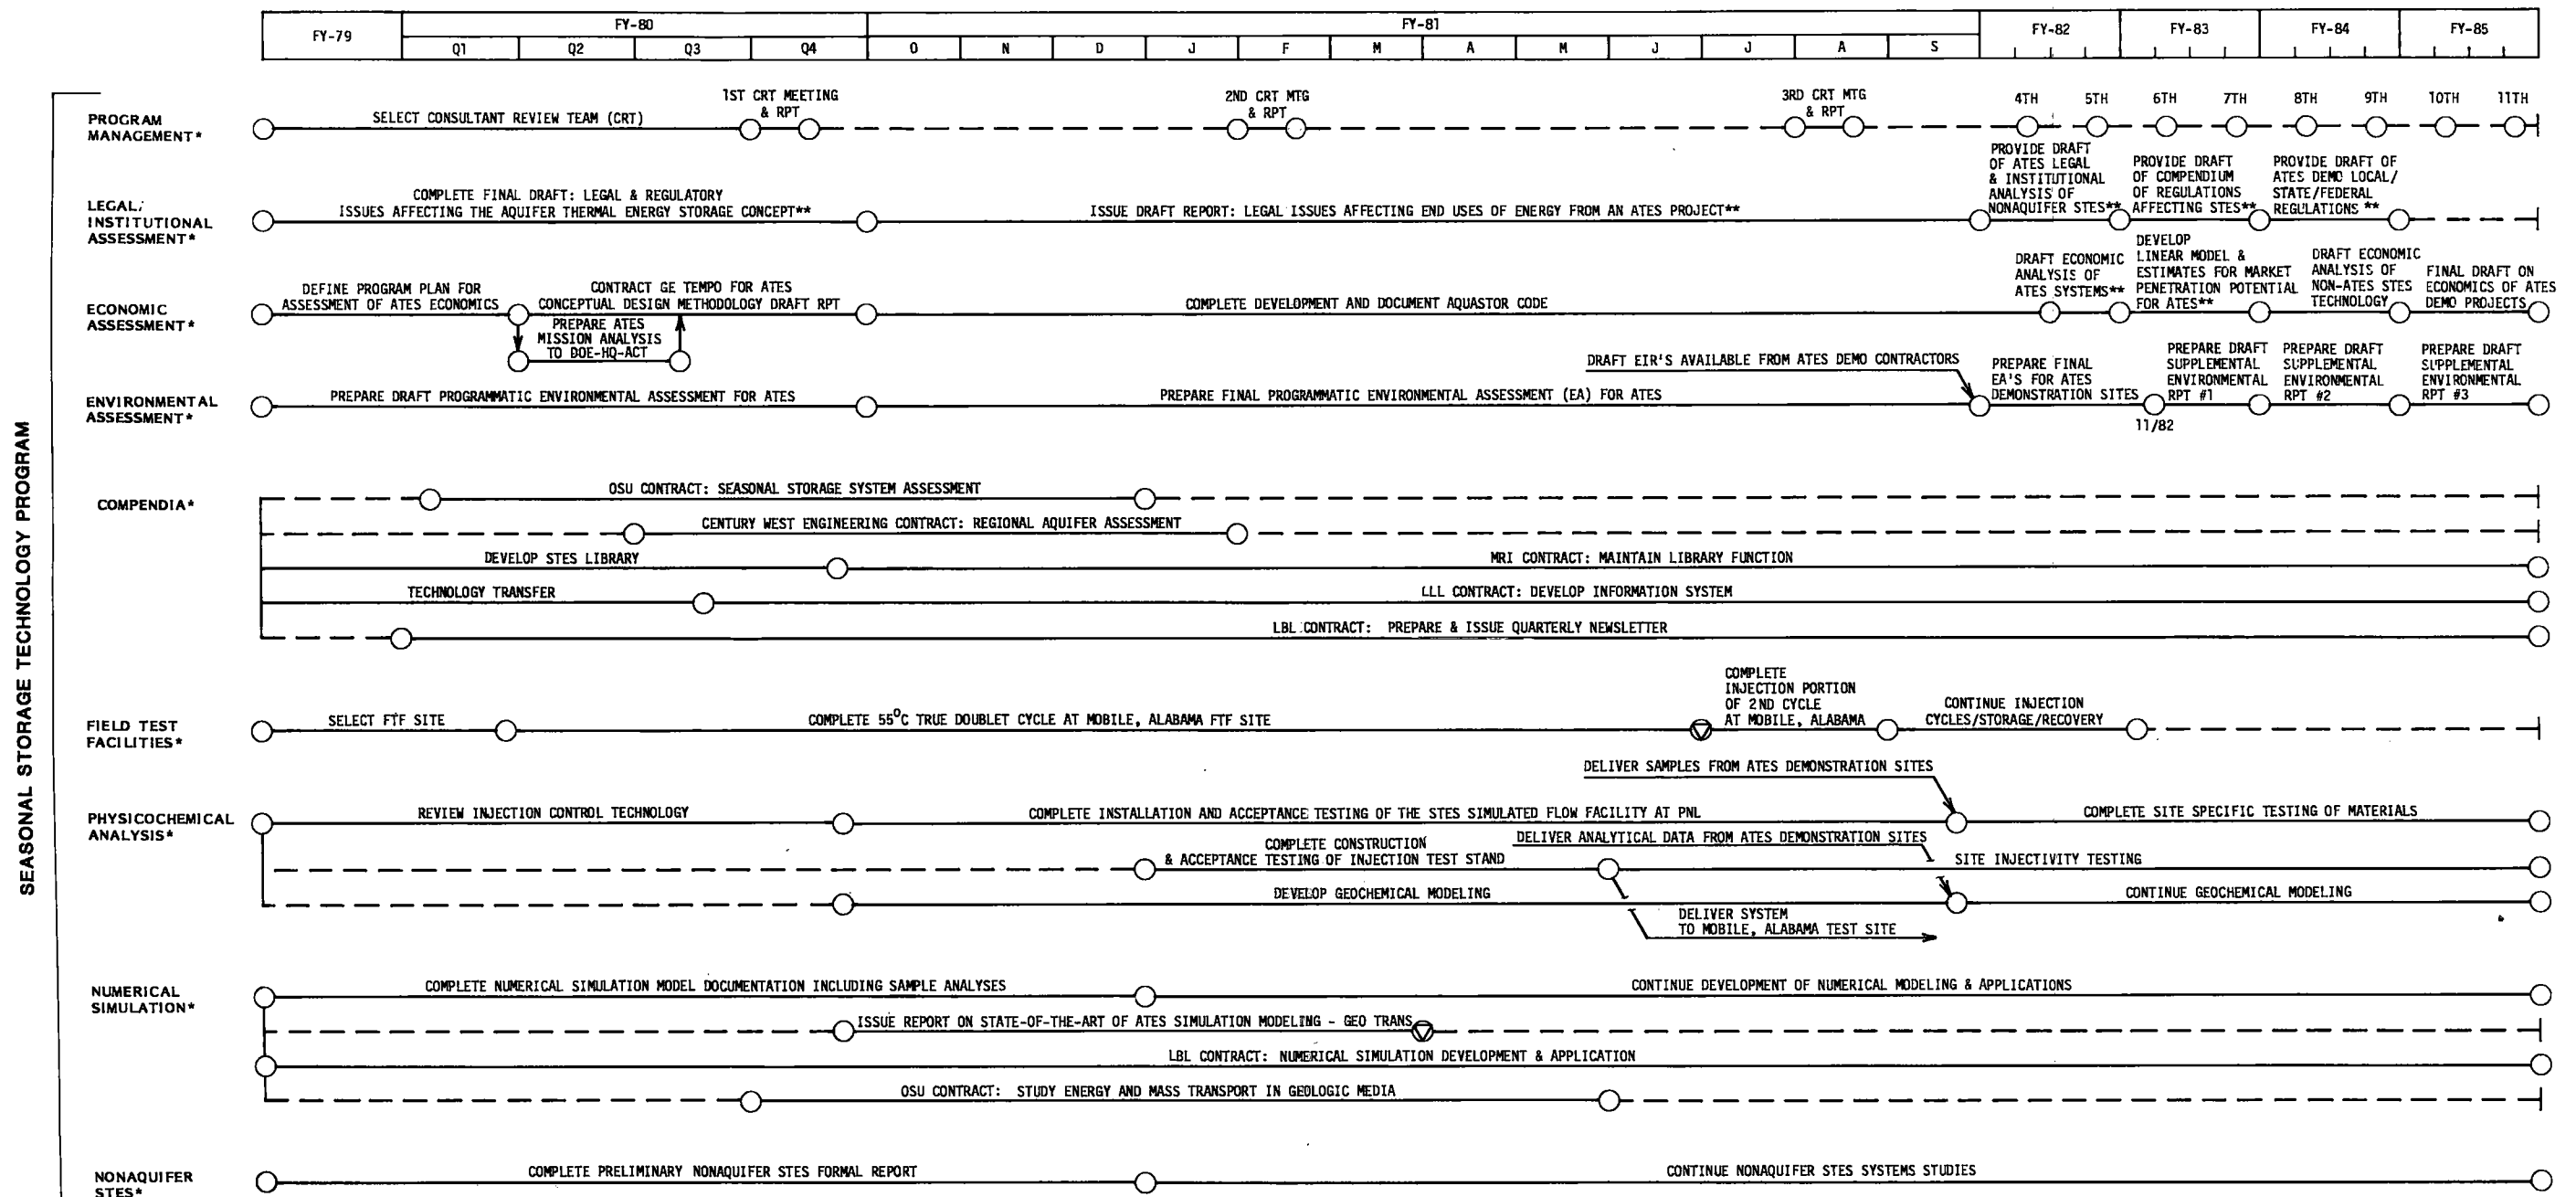 FY-79
FY-80
FY-81
FY-82
FY-83
FY-84
FY-85
Q1 Q2 Q3 Q4 O N D J F M A M J J A S
SEASONAL STORAGE TECHNOLOGY PROGRAM
PROGRAM
MANAGEMENT*
SELECT CONSULTANT REVIEW TEAM (CRT)
1ST CRT MEETING
& RPT
2ND CRT MTG
& RPT
3RD CRT MTG
& RPT
4TH 5TH 6TH 7TH 8TH 9TH 10TH 11TH
LEGAL/
INSTITUTIONAL
ASSESSMENT*
COMPLETE FINAL DRAFT: LEGAL & REGULATORY
ISSUES AFFECTING THE AQUIFER THERMAL ENERGY STORAGE CONCEPT**
ISSUE DRAFT REPORT: LEGAL ISSUES AFFECTING END USES OF ENERGY FROM AN ATES PROJECT**
PROVIDE DRAFT
OF ATES LEGAL
& INSTITUTIONAL
ANALYSIS OF
NONAQUIFER STES**
PROVIDE DRAFT
OF COMPENDIUM
OF REGULATIONS
AFFECTING STES**
PROVIDE DRAFT OF
ATES DEMO LOCAL/
STATE/FEDERAL
REGULATIONS **
ECONOMIC
ASSESSMENT*
DEFINE PROGRAM PLAN FOR
ASSESSMENT OF ATES ECONOMICS
CONTRACT GE TEMPO FOR ATES
CONCEPTUAL DESIGN METHODOLOGY DRAFT RPT
PREPARE ATES
MISSION ANALYSIS
TO DOE-HQ-ACT
COMPLETE DEVELOPMENT AND DOCUMENT AQUASTOR CODE
DRAFT ECONOMIC
ANALYSIS OF
ATES SYSTEMS**
DEVELOP
LINEAR MODEL &
ESTIMATES FOR MARKET
PENETRATION POTENTIAL
FOR ATES**
DRAFT ECONOMIC
ANALYSIS OF
NON-ATES STES
TECHNOLOGY
FINAL DRAFT ON
ECONOMICS OF ATES
DEMO PROJECTS
ENVIRONMENTAL
ASSESSMENT*
PREPARE DRAFT PROGRAMMATIC ENVIRONMENTAL ASSESSMENT FOR ATES
PREPARE FINAL PROGRAMMATIC ENVIRONMENTAL ASSESSMENT (EA) FOR ATES
DRAFT EIR'S AVAILABLE FROM ATES DEMO CONTRACTORS
PREPARE FINAL
EA'S FOR ATES
DEMONSTRATION SITES
11/82
PREPARE DRAFT
SUPPLEMENTAL
ENVIRONMENTAL
RPT #1
PREPARE DRAFT
SUPPLEMENTAL
ENVIRONMENTAL
RPT #2
PREPARE DRAFT
SUPPLEMENTAL
ENVIRONMENTAL
RPT #3
COMPENDIA*
OSU CONTRACT: SEASONAL STORAGE SYSTEM ASSESSMENT
CENTURY WEST ENGINEERING CONTRACT: REGIONAL AQUIFER ASSESSMENT
DEVELOP STES LIBRARY
MRI CONTRACT: MAINTAIN LIBRARY FUNCTION
TECHNOLOGY TRANSFER
LLL CONTRACT: DEVELOP INFORMATION SYSTEM
LBL CONTRACT: PREPARE & ISSUE QUARTERLY NEWSLETTER
FIELD TEST
FACILITIES*
SELECT FTF SITE
COMPLETE 55°C TRUE DOUBLET CYCLE AT MOBILE, ALABAMA FTF SITE
COMPLETE
INJECTION PORTION
OF 2ND CYCLE
AT MOBILE, ALABAMA
CONTINUE INJECTION
CYCLES/STORAGE/RECOVERY
PHYSICOCHEMICAL
ANALYSIS*
REVIEW INJECTION CONTROL TECHNOLOGY
COMPLETE INSTALLATION AND ACCEPTANCE TESTING OF THE STES SIMULATED FLOW FACILITY AT PNL
DELIVER SAMPLES FROM ATES DEMONSTRATION SITES
COMPLETE SITE SPECIFIC TESTING OF MATERIALS
COMPLETE CONSTRUCTION
& ACCEPTANCE TESTING OF INJECTION TEST STAND
DELIVER ANALYTICAL DATA FROM ATES DEMONSTRATION SITES
SITE INJECTIVITY TESTING
DEVELOP GEOCHEMICAL MODELING
CONTINUE GEOCHEMICAL MODELING
DELIVER SYSTEM
TO MOBILE, ALABAMA TEST SITE
NUMERICAL
SIMULATION*
COMPLETE NUMERICAL SIMULATION MODEL DOCUMENTATION INCLUDING SAMPLE ANALYSES
CONTINUE DEVELOPMENT OF NUMERICAL MODELING & APPLICATIONS
ISSUE REPORT ON STATE-OF-THE-ART OF ATES SIMULATION MODELING - GEO TRANS
LBL CONTRACT: NUMERICAL SIMULATION DEVELOPMENT & APPLICATION
OSU CONTRACT: STUDY ENERGY AND MASS TRANSPORT IN GEOLOGIC MEDIA
NONAQUIFER
STES*
COMPLETE PRELIMINARY NONAQUIFER STES FORMAL REPORT
CONTINUE NONAQUIFER STES SYSTEMS STUDIES